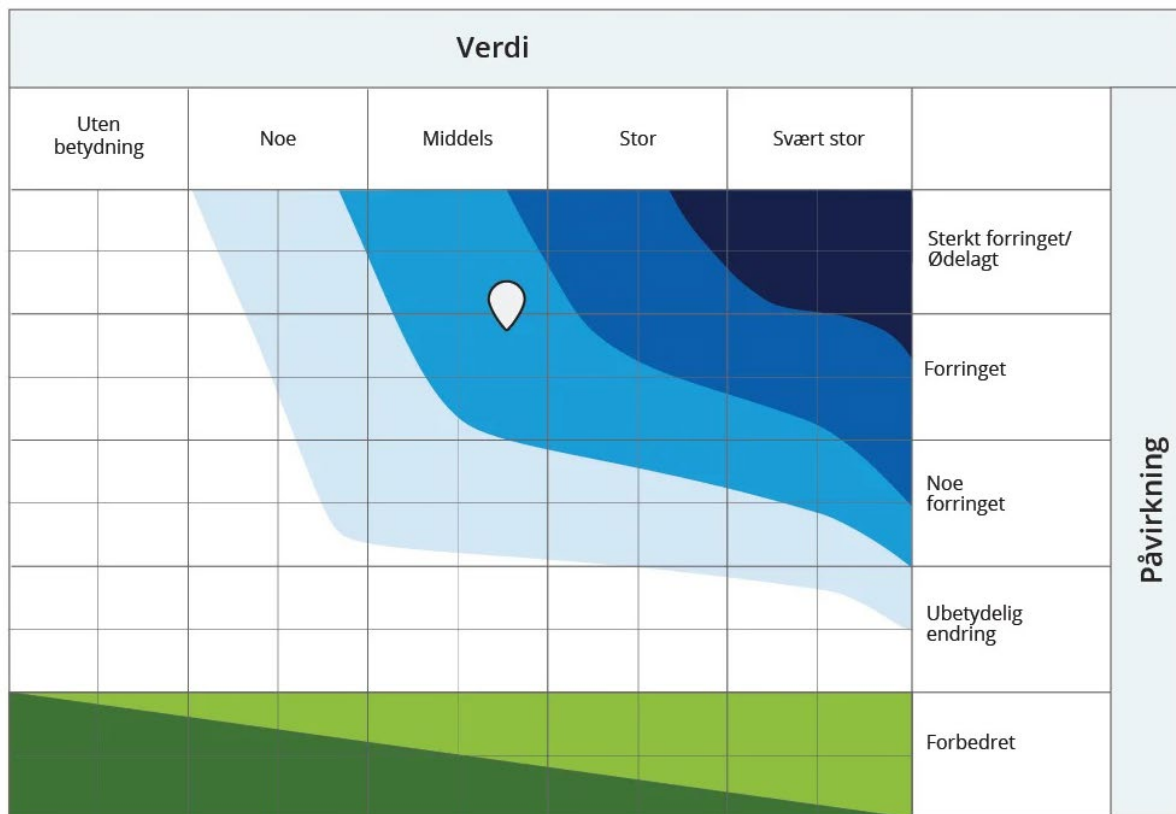 Verdi
Uten
betydning
Noe
Middels
Stor
Svært stor
Sterkt forringet/
Ødelagt
Forringet
Noe
forringet
Ubetydelig
endring
Forbedret
Påvirkning